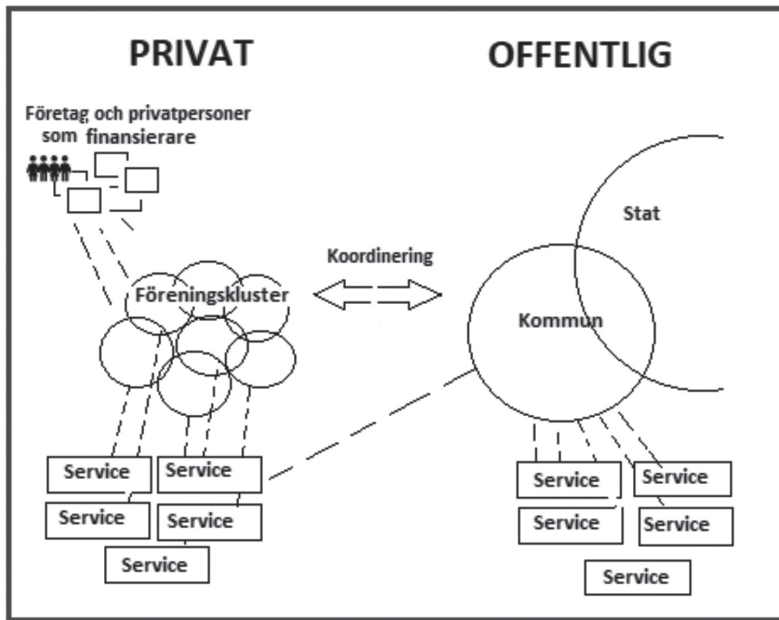 PRIVAT
OFFENTLIG
Företag och privatpersoner
som finansierare
Stat
Koordinering
Föreningskluster
Kommun
Service
Service
Service
Service
Service
Service
Service
Service
Service
Service